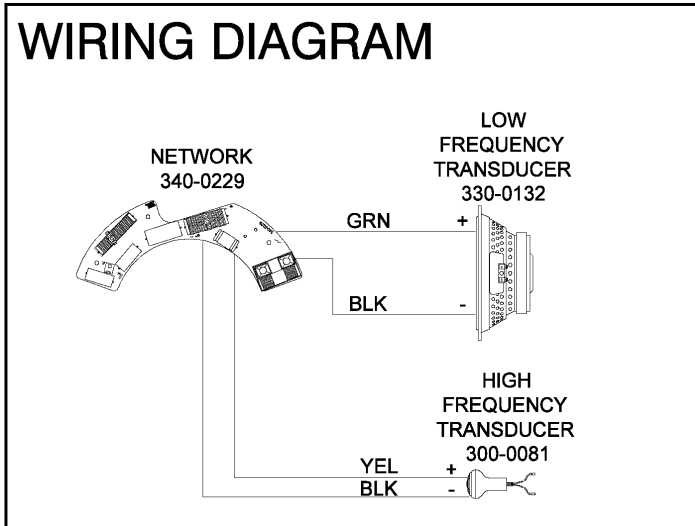 WIRING DIAGRAM
NETWORK
340-0229
LOW
FREQUENCY
TRANSDUCER
330-0132
GRN +
BLK -
HIGH
FREQUENCY
TRANSDUCER
300-0081
YEL +
BLK -